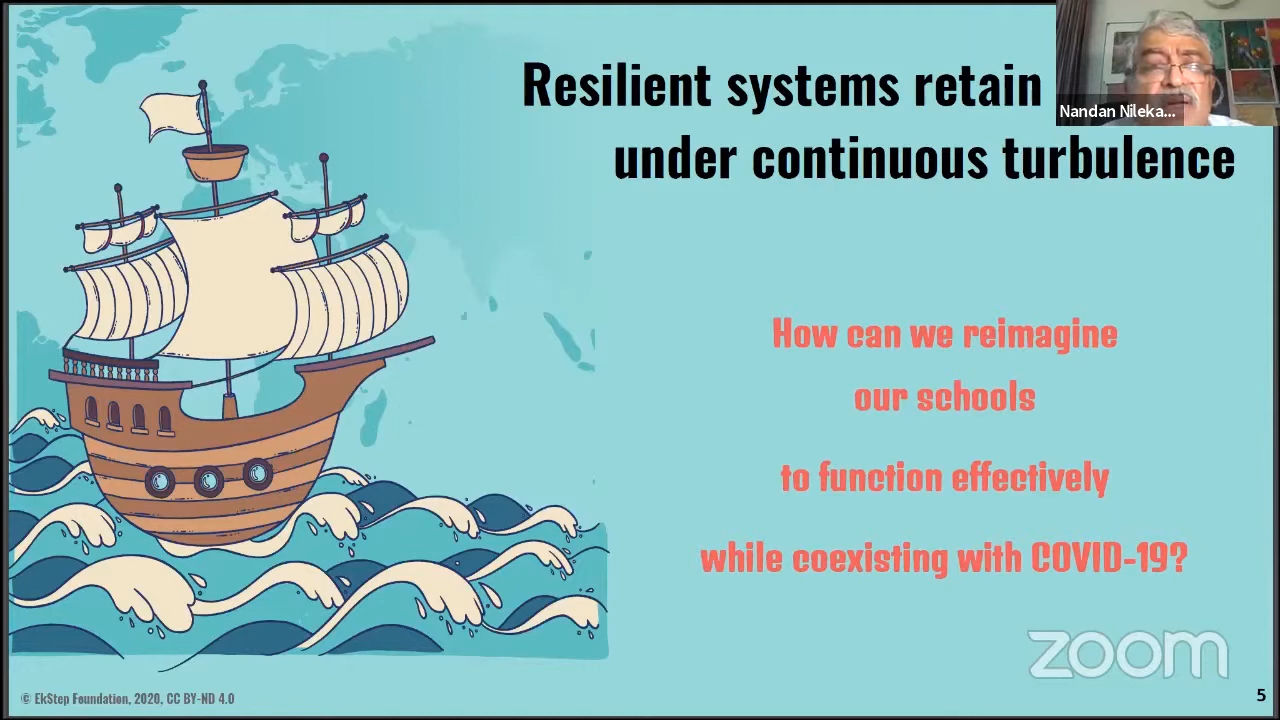 Resilient systems retain
Nandan Nileka...
under continuous turbulence
How can we reimagine
our schools
to function effectively
while coexisting with COVID-19?
zoom
© EkStep Foundation, 2020, CC BY-ND 4.0
5